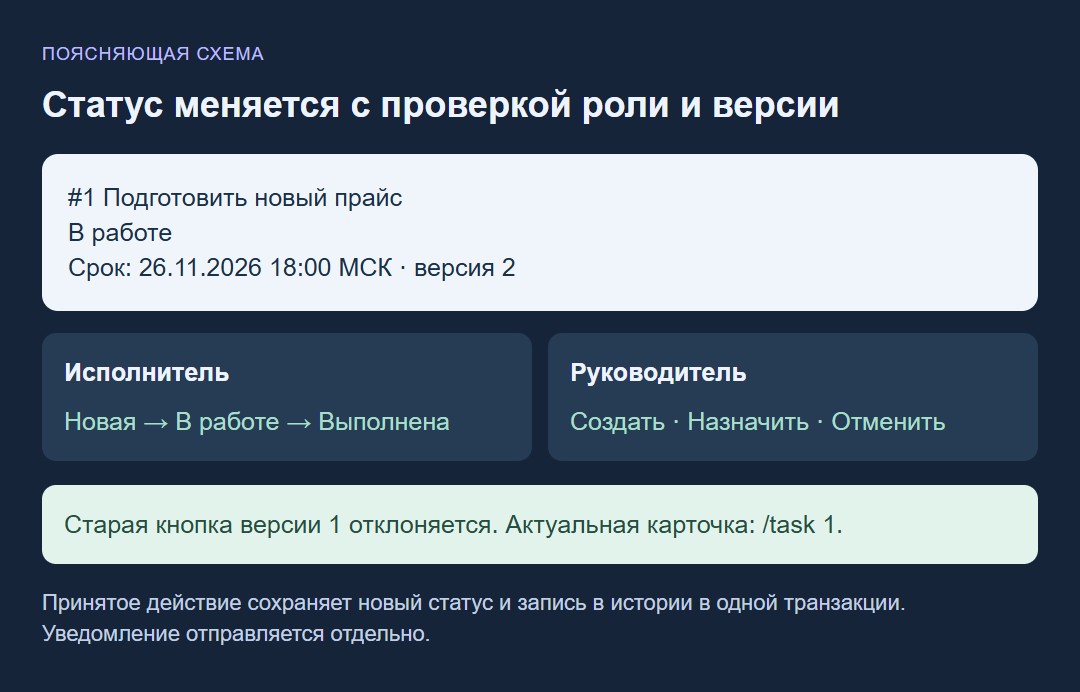 ПОЯСНЯЮЩАЯ СХЕМА
Статус меняется с проверкой роли и версии
#1 Подготовить новый прайс
В работе
Срок: 26.11.2026 18:00 МСК · версия 2
Исполнитель
Новая → В работе → Выполнена
Руководитель
Создать · Назначить · Отменить
Старая кнопка версии 1 отклоняется. Актуальная карточка: /task 1.
Принятое действие сохраняет новый статус и запись в истории в одной транзакции.
Уведомление отправляется отдельно.